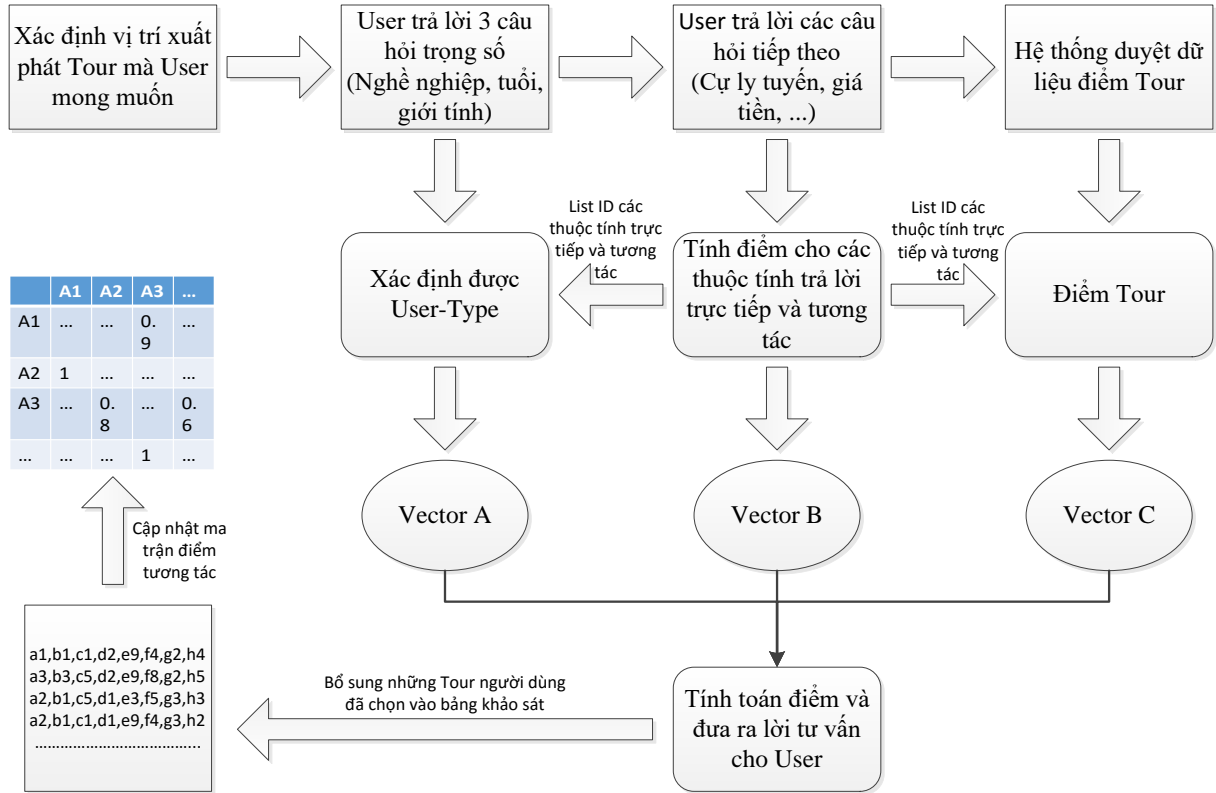 Xác định vị trí xuất
phát Tour mà User
mong muốn
User trả lời 3 câu
hỏi trọng số
(Nghề nghiệp, tuổi,
giới tính)
User trả lời các câu
hỏi tiếp theo
(Cự ly tuyến, giá
tiền, ...)
Hệ thống duyệt dữ
liệu điểm Tour
List ID các
thuộc tính trực
tiếp và tương
tác
List ID các
thuộc tính trực
tiếp và tương
tác
Xác định được
User-Type
Tính điểm cho các
thuộc tính trả lời
trực tiếp và tương
tác
Điểm Tour
A1 A2 A3 ...
A1 ... ... 0.9 ...
A2 1 ... ... ...
A3 ... 0.8 ... 0.6
... ... ... 1 ...
Vector A
Vector B
Vector C
Cập nhật ma
trận điểm
tương tác
a1,b1,c1,d2,e9,f4,g2,h4
a3,b3,c5,d2,e9,f8,g2,h5
a2,b1,c5,d1,e3,f5,g3,h3
a2,b1,c1,d1,e9,f4,g3,h2
..........................................
Bổ sung những Tour người dùng
đã chọn vào bảng khảo sát
Tính toán điểm và
đưa ra lời tư vấn
cho User